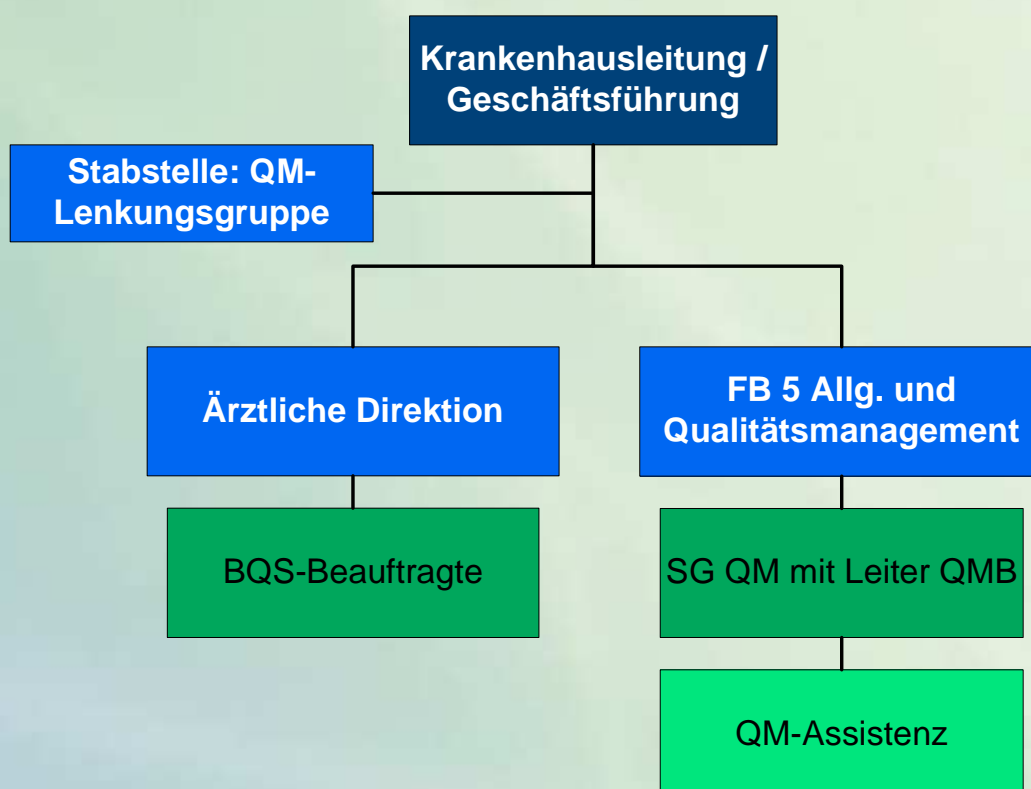 Krankenhausleitung /
Geschäftsführung
Stabstelle: QM-
Lenkungsgruppe
Ärztliche Direktion
FB 5 Allg. und
Qualitätsmanagement
BQS-Beauftragte
SG QM mit Leiter QMB
QM-Assistenz